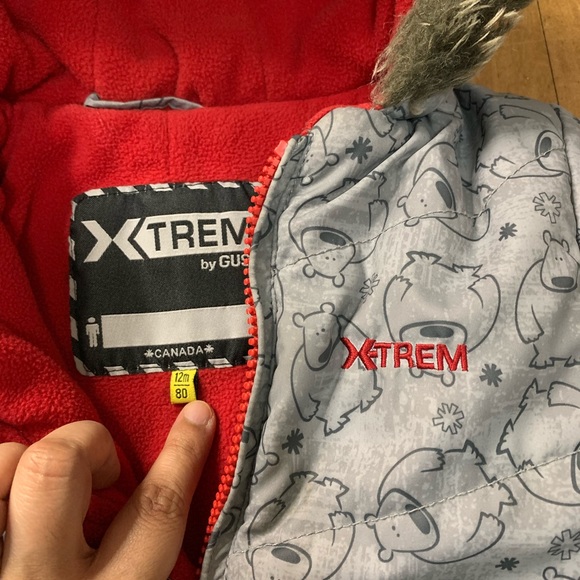 XTREM
by GUS
CANADA
12m
80
X-TREM